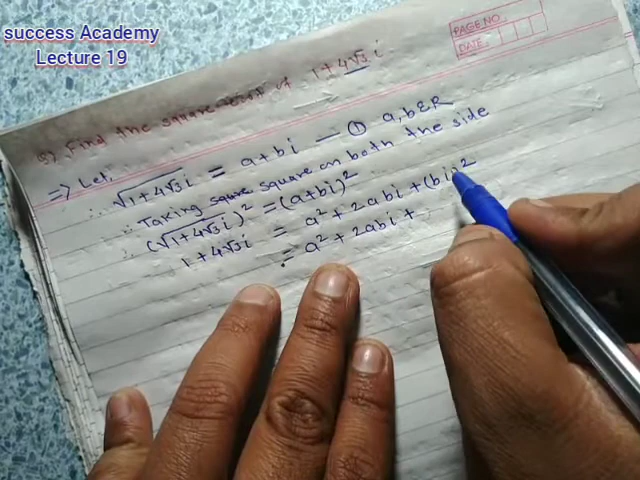 success Academy
Lecture 19
PAGE NO.
DATE:
Q) Find the square root of 1+4√3 i
=> Let,
∴ √1+4√3 i = a+bi — ① a,b∈R
∴ Taking square on both the side
∴ (√1+4√3 i)² = (a+bi)²
1+4√3 i = a² + 2abi + (bi)²
= a² + 2abi +